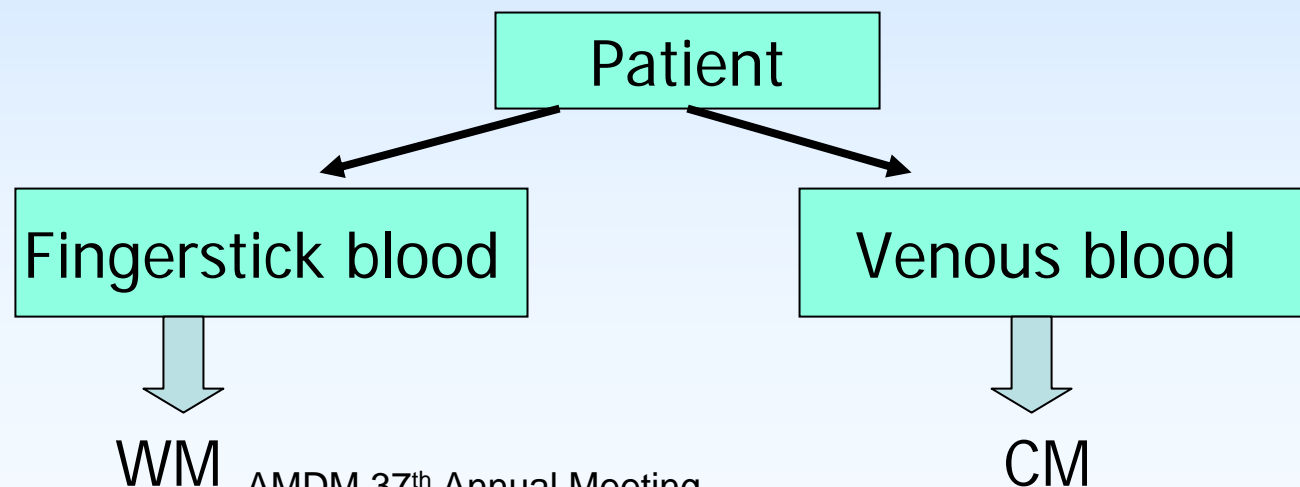 Patient
Fingerstick blood
Venous blood
WM
CM
AMDM 37th Annual Meeting